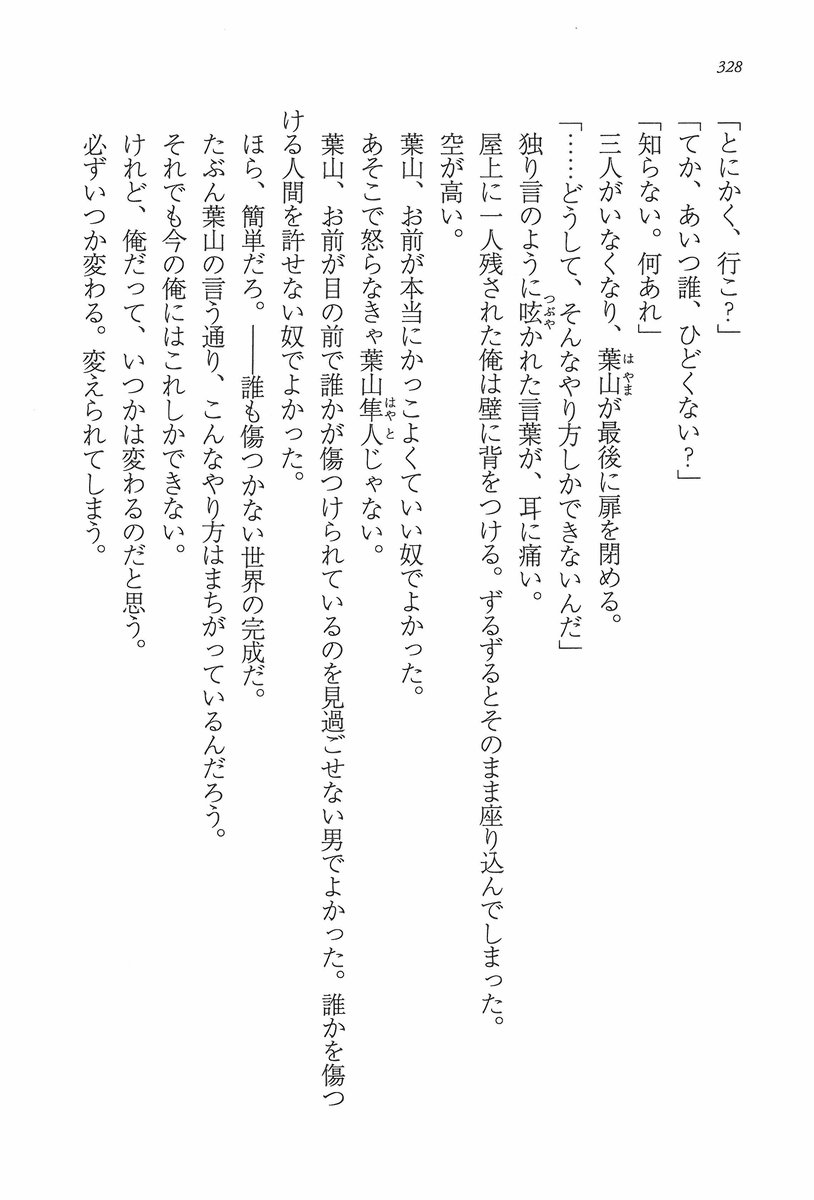 328
「とにかく、行こ？」
「てか、あいつ誰、ひどくない？」
「知らない。何あれ」
三人がいなくなり、葉山が最後に扉を閉める。
「……どうして、そんなやり方しかできないんだ」
独り言のように呟かれた言葉が、耳に痛い。
屋上に一人残された俺は壁に背をつける。ずるずるとそのまま座り込んでしまった。
空が高い。
葉山、お前が本当にかっこよくていい奴でよかった。
あそこで怒らなきゃ葉山隼人じゃない。
葉山、お前が目の前で誰かが傷つけられているのを見過ごせない男でよかった。誰かを傷つ
ける人間を許せない奴でよかった。
ほら、簡単だろ。――誰も傷つかない世界の完成だ。
たぶん葉山の言う通り、こんなやり方はまちがっているんだろう。
それでも今の俺にはこれしかできない。
けれど、俺だって、いつかは変わるのだと思う。
必ずいつか変わる。変えられてしまう。